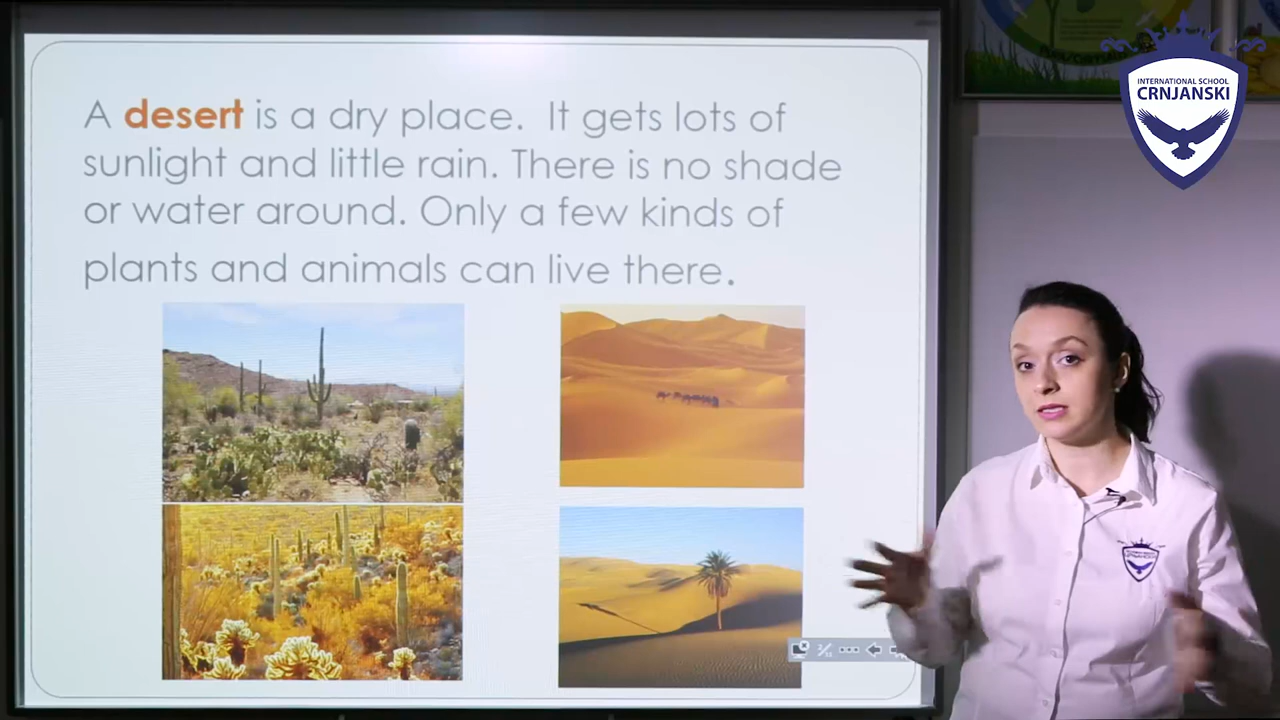 A desert is a dry place. It gets lots of
sunlight and little rain. There is no shade
or water around. Only a few kinds of
plants and animals can live there.
INTERNATIONAL SCHOOL
CRNJANSKI